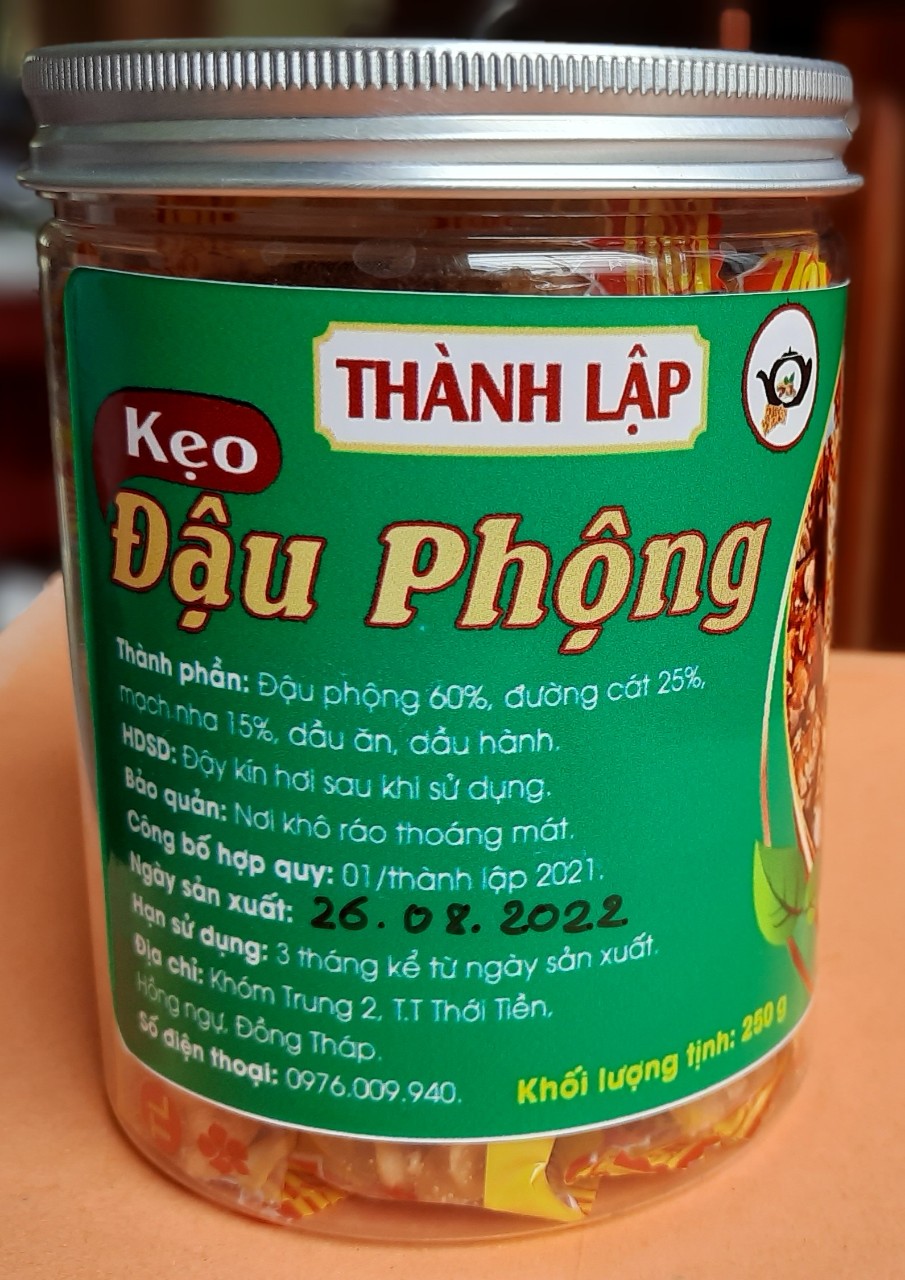 THÀNH LẬP
Kẹo
Đậu Phộng
Thành phần: Đậu phộng 60%, đường cát 25%,
mạch nha 15%, dầu ăn, dầu hành.
HDSD: Đậy kín hơi sau khi sử dụng.
Bảo quản: Nơi khô ráo thoáng mát.
Công bố hợp quy: 01/thành lập 2021.
Ngày sản xuất: 26.08.2022
Hạn sử dụng: 3 tháng kể từ ngày sản xuất.
Địa chỉ: Khóm Trung 2, T.T Thới Tiền,
Hồng ngự, Đồng Tháp.
Số điện thoại: 0976.009.940.
Khối lượng tịnh: 250 g